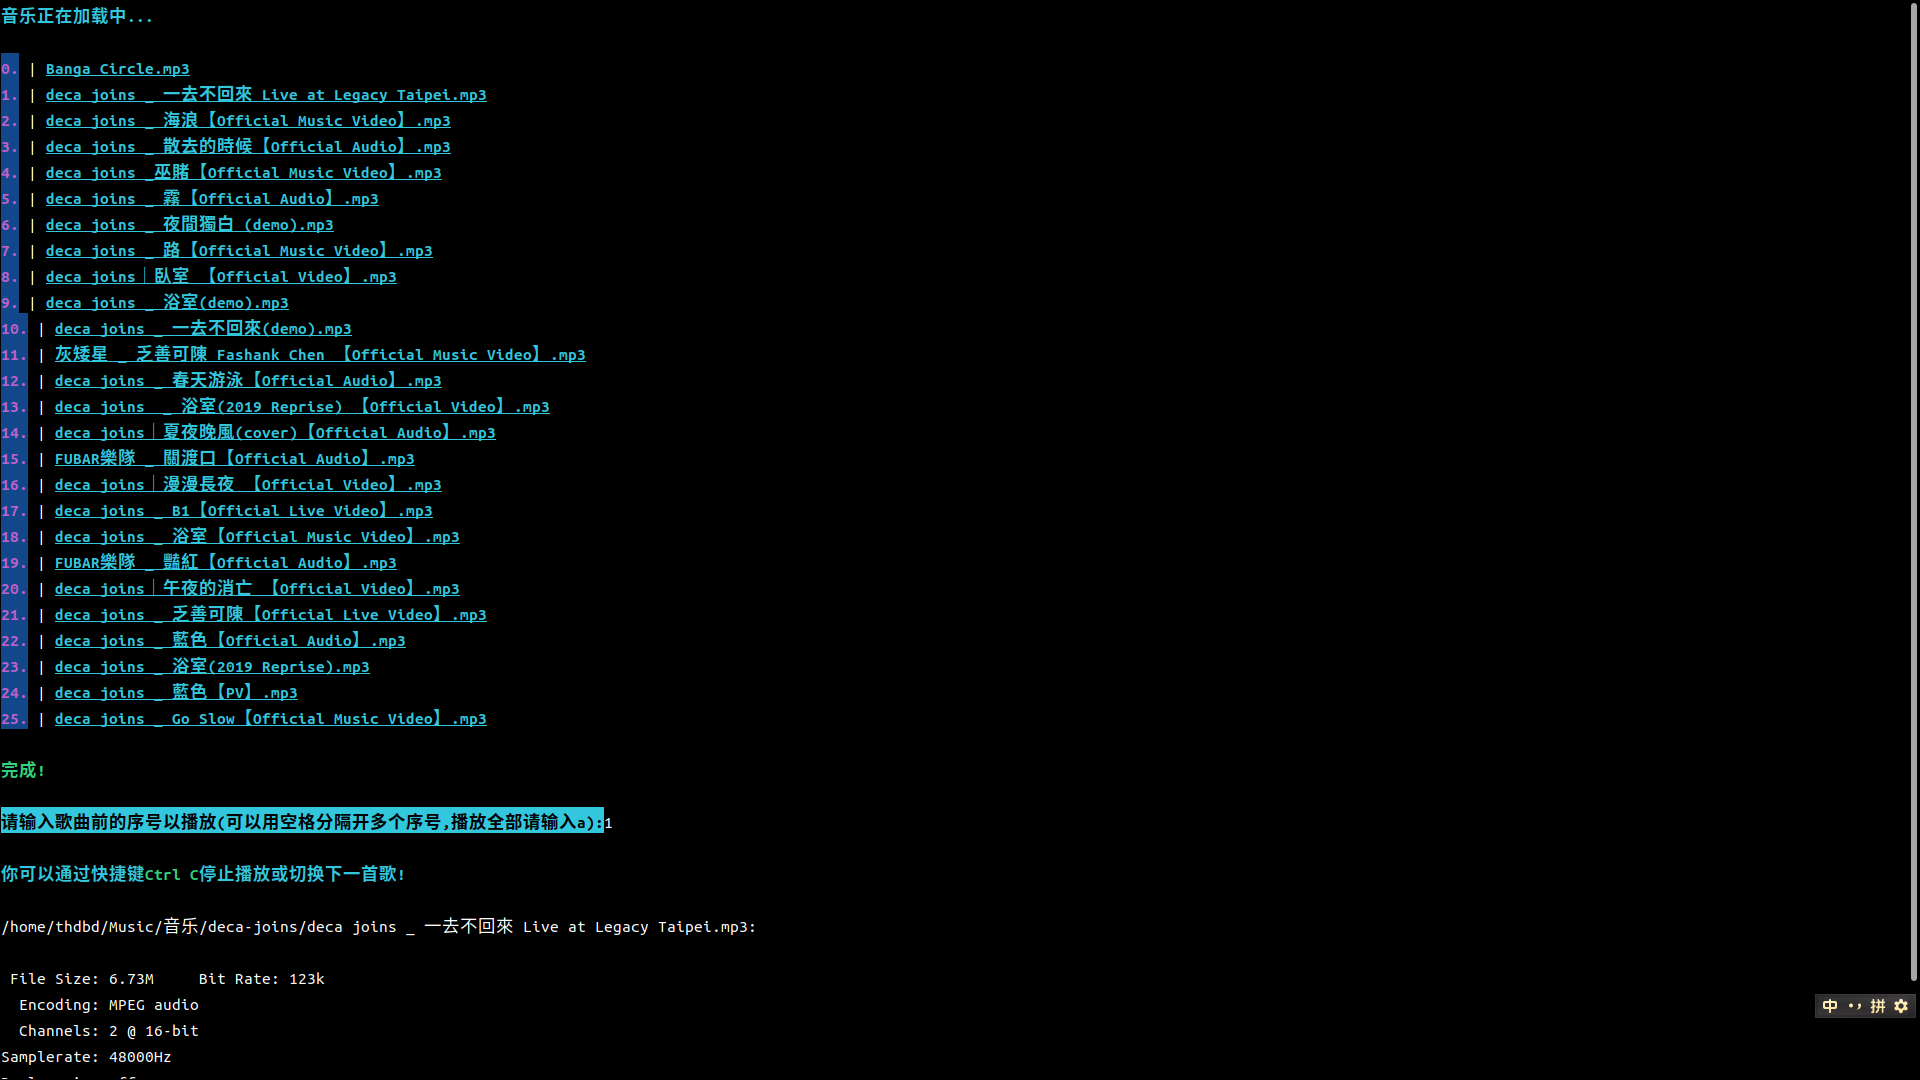 音乐正在加载中...
0. | Banga Circle.mp3
1. | deca joins _ 一去不回來 Live at Legacy Taipei.mp3
2. | deca joins _ 海浪【Official Music Video】.mp3
3. | deca joins _ 散去的時候【Official Audio】.mp3
4. | deca joins _巫賭【Official Music Video】.mp3
5. | deca joins _ 霧【Official Audio】.mp3
6. | deca joins _ 夜間獨白 (demo).mp3
7. | deca joins _ 路【Official Music Video】.mp3
8. | deca joins｜臥室 【Official Video】.mp3
9. | deca joins _ 浴室(demo).mp3
10. | deca joins _ 一去不回來(demo).mp3
11. | 灰矮星 _ 乏善可陳 Fashank Chen 【Official Music Video】.mp3
12. | deca joins _ 春天游泳【Official Audio】.mp3
13. | deca joins  _ 浴室(2019 Reprise) 【Official Video】.mp3
14. | deca joins｜夏夜晚風(cover)【Official Audio】.mp3
15. | FUBAR樂隊 _ 關渡口【Official Audio】.mp3
16. | deca joins｜漫漫長夜 【Official Video】.mp3
17. | deca joins _ B1【Official Live Video】.mp3
18. | deca joins _ 浴室【Official Music Video】.mp3
19. | FUBAR樂隊 _ 豔紅【Official Audio】.mp3
20. | deca joins｜午夜的消亡 【Official Video】.mp3
21. | deca joins _ 乏善可陳【Official Live Video】.mp3
22. | deca joins _ 藍色【Official Audio】.mp3
23. | deca joins _ 浴室(2019 Reprise).mp3
24. | deca joins _ 藍色【PV】.mp3
25. | deca joins _ Go Slow【Official Music Video】.mp3
完成!
请输入歌曲前的序号以播放(可以用空格分隔开多个序号,播放全部请输入a):1
你可以通过快捷键Ctrl C停止播放或切换下一首歌!
/home/thdbd/Music/音乐/deca-joins/deca joins _ 一去不回來 Live at Legacy Taipei.mp3:
File Size: 6.73M     Bit Rate: 123k
Encoding: MPEG audio
中 •, 拼
Channels: 2 @ 16-bit
Samplerate: 48000Hz